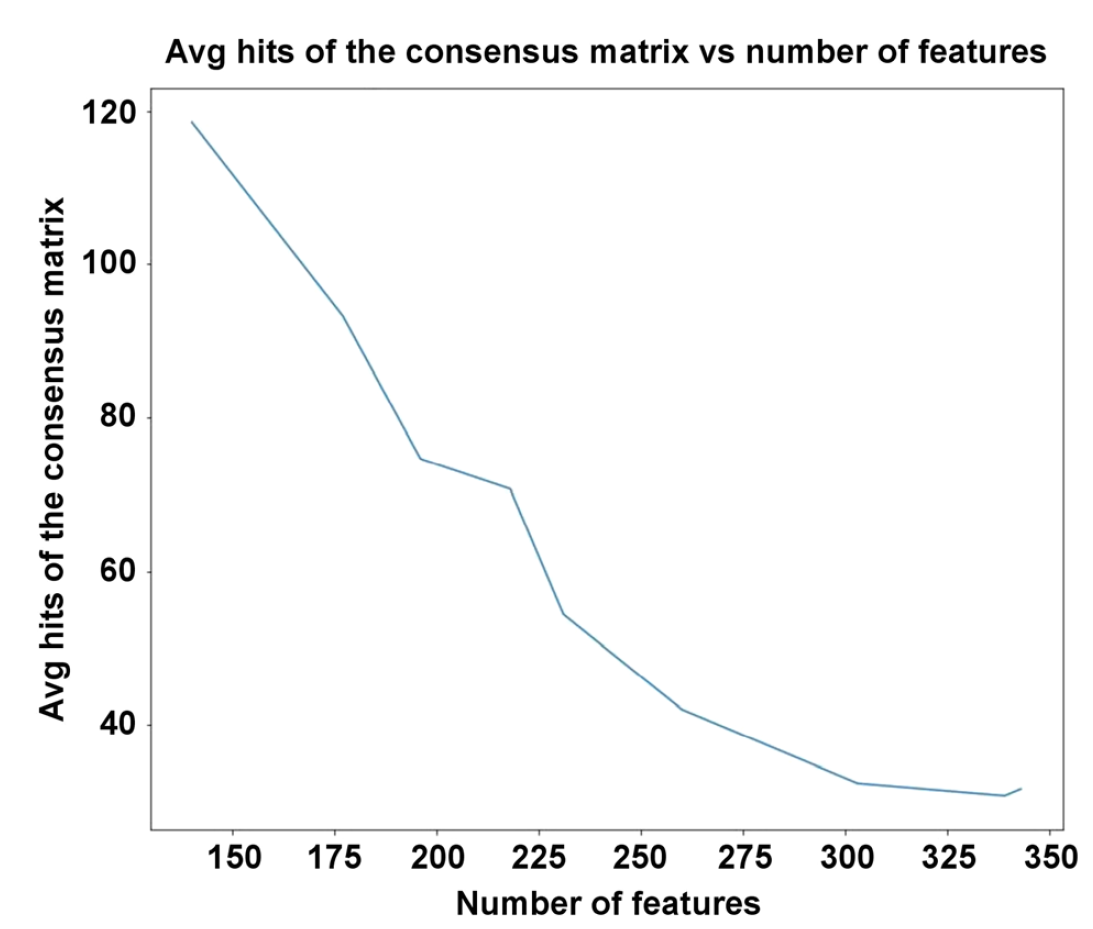 Avg hits of the consensus matrix vs number of features
120
100
80
60
40
Avg hits of the consensus matrix
150 175 200 225 250 275 300 325 350
Number of features